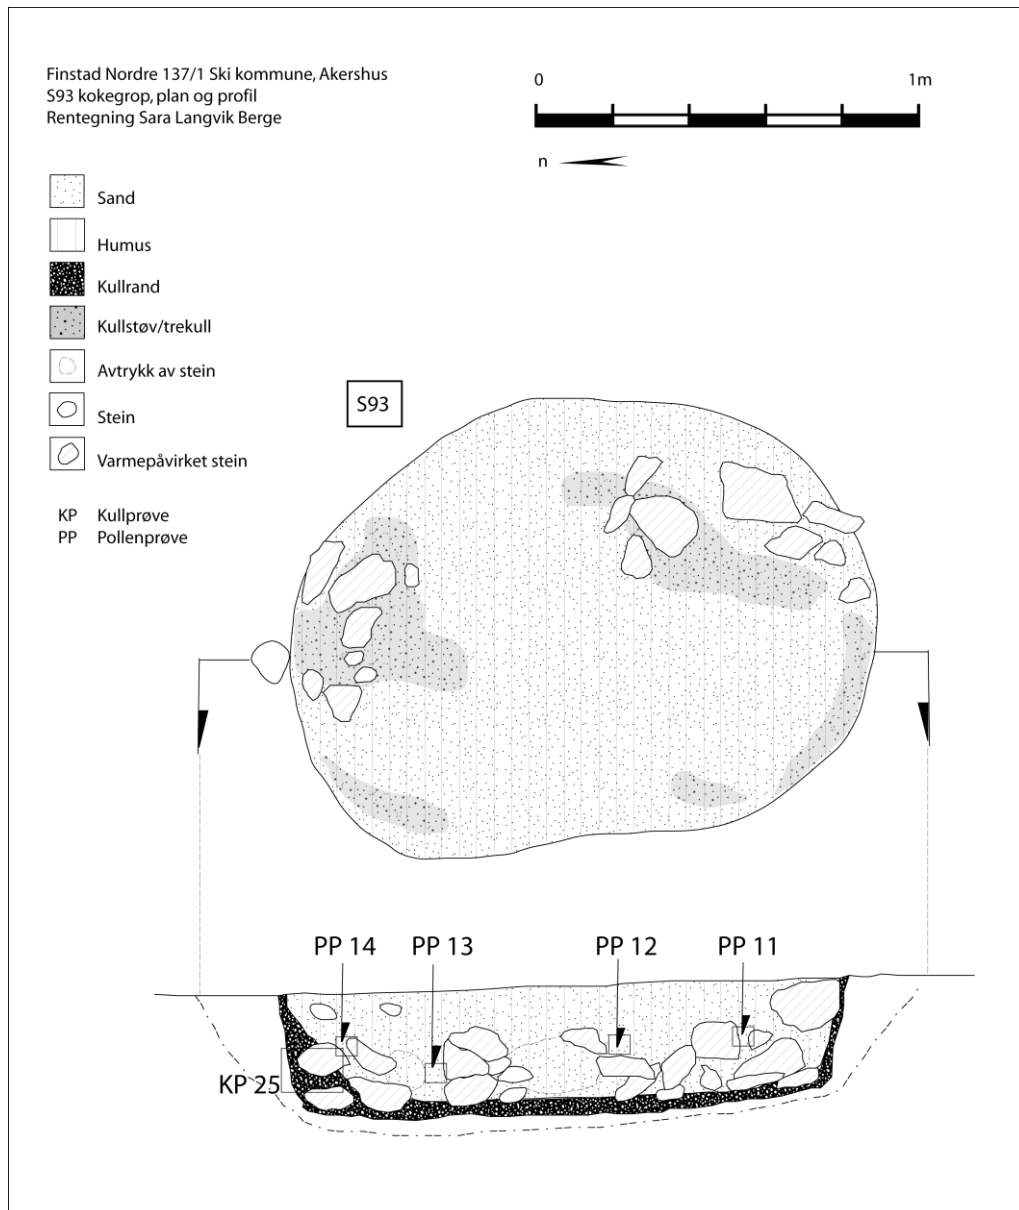 Finstad Nordre 137/1 Ski kommune, Akershus
S93 kokegrop, plan og profil
Rentegning Sara Langvik Berge
0 1m
n
Sand
Humus
Kullrand
Kullstøv/trekull
Avtrykk av stein
Stein
Varmepåvirket stein
KP Kullprøve
PP Pollenprøve
S93
PP 14 PP 13 PP 12 PP 11
KP 25